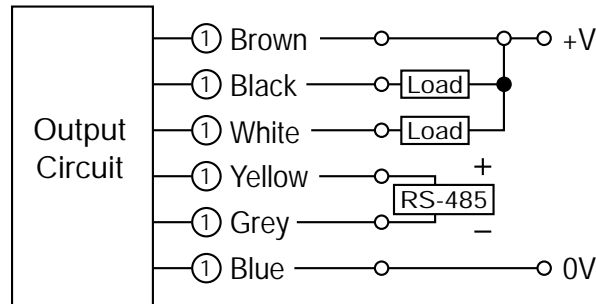 ① Brown +V
① Black Load
① White Load
Output
Circuit
① Yellow +
RS-485
① Grey −
① Blue 0V